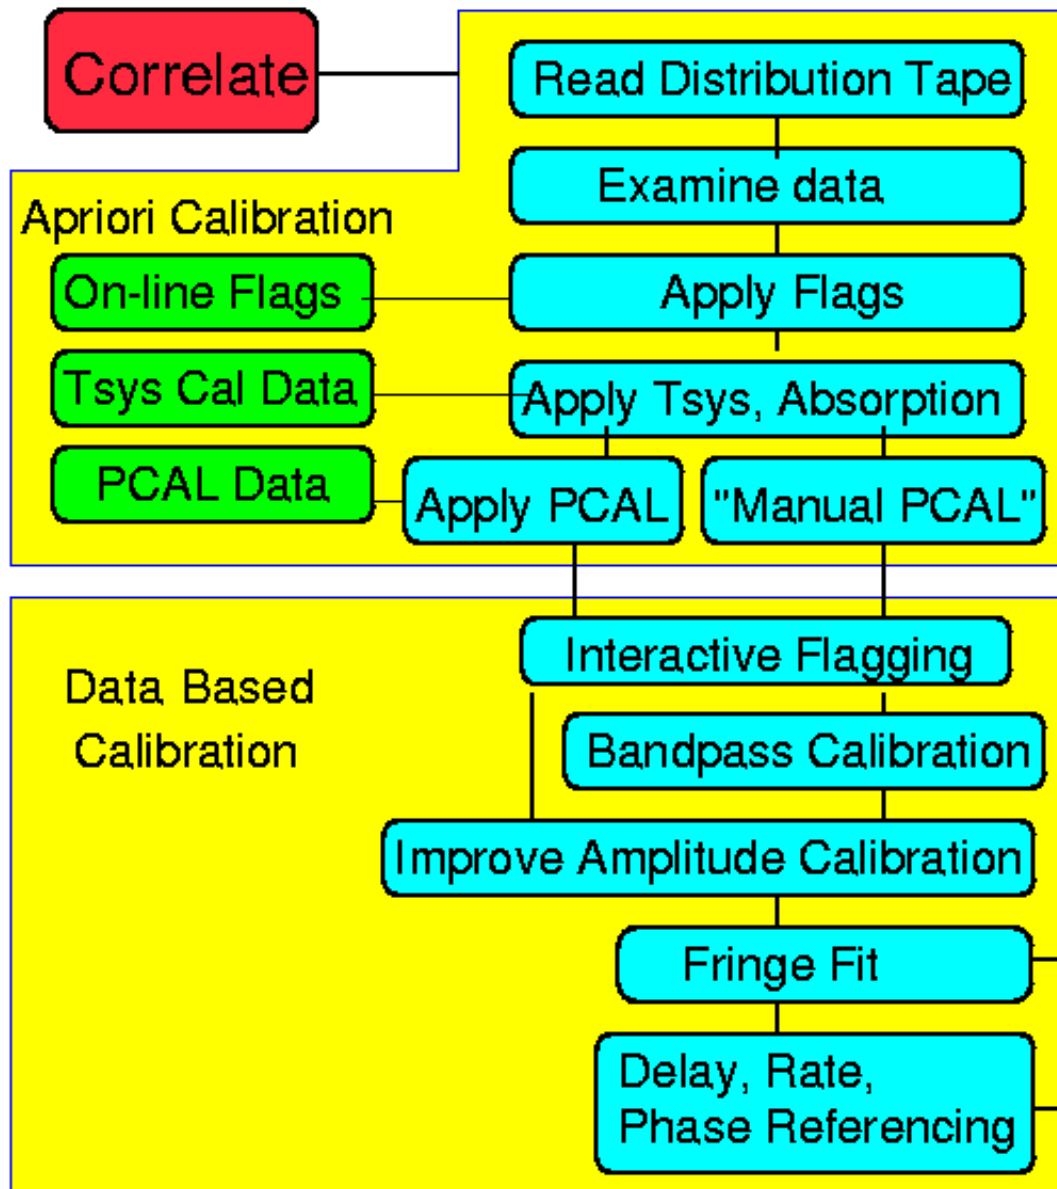 Correlate
Read Distribution Tape
Examine data
Apriori Calibration
On-line Flags
Apply Flags
Tsys Cal Data
Apply Tsys, Absorption
PCAL Data
Apply PCAL
"Manual PCAL"
Interactive Flagging
Data Based
Calibration
Bandpass Calibration
Improve Amplitude Calibration
Fringe Fit
Delay, Rate,
Phase Referencing